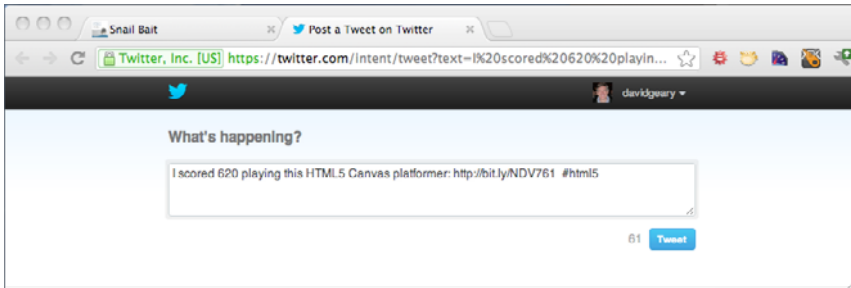 Snail Bait
Post a Tweet on Twitter
Twitter, Inc. [US] https://twitter.com/intent/tweet?text=I%20scored%20620%20playin...
davidgeary
What's happening?
I scored 620 playing this HTML5 Canvas platformer: http://bit.ly/NDV761 #html5
61 Tweet